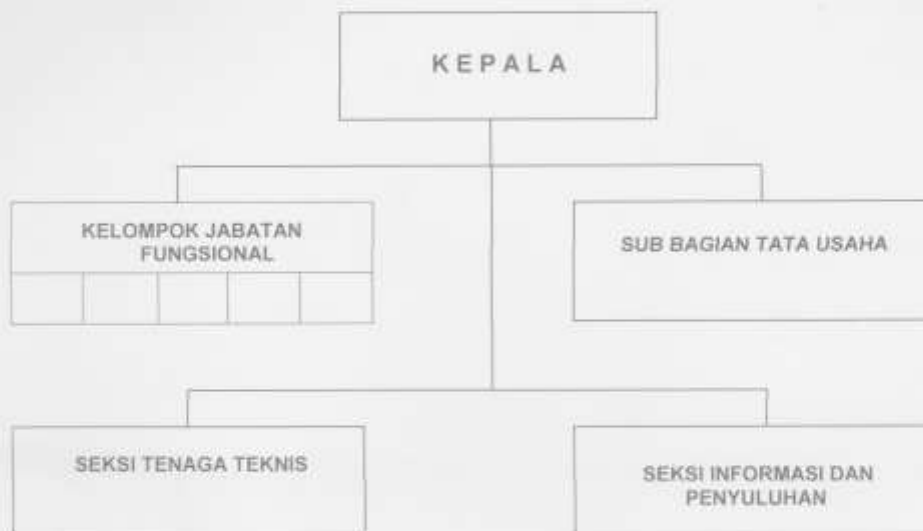 KEPALA
KELOMPOK JABATAN
FUNGSIONAL
SUB BAGIAN TATA USAHA
SEKSI TENAGA TEKNIS
SEKSI INFORMASI DAN
PENYULUHAN